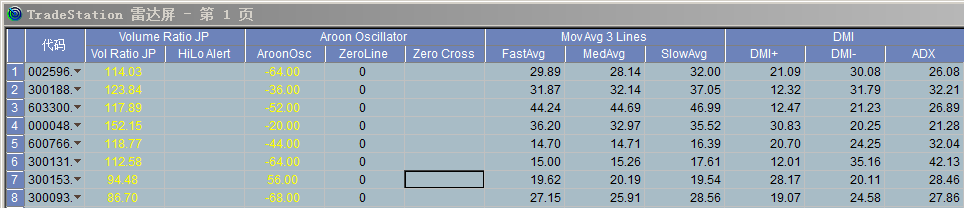 TradeStation 雷达屏 - 第 1 页
代码 Volume Ratio JP Aroon Oscillator Mov Avg 3 Lines DMI
Vol Ratio JP HiLo Alert AroonOsc ZeroLine Zero Cross FastAvg MedAvg SlowAvg DMI+ DMI- ADX
1 002596. 114.03 -64.00 0 29.89 28.14 32.00 21.09 30.08 26.08
2 300188. 123.84 -36.00 0 31.87 32.14 37.05 12.32 31.79 32.21
3 603300. 117.89 -52.00 0 44.24 44.69 46.99 12.47 21.23 26.89
4 000048. 152.15 -20.00 0 36.20 32.97 35.52 30.83 20.25 21.28
5 600766. 118.77 -44.00 0 14.70 14.71 16.39 20.70 24.25 32.04
6 300131. 112.58 -64.00 0 15.00 15.26 17.61 12.01 35.16 42.13
7 300153. 94.48 56.00 0 19.62 20.19 19.54 28.17 20.11 28.46
8 300093. 86.70 -68.00 0 27.15 25.91 28.56 19.07 24.58 27.86